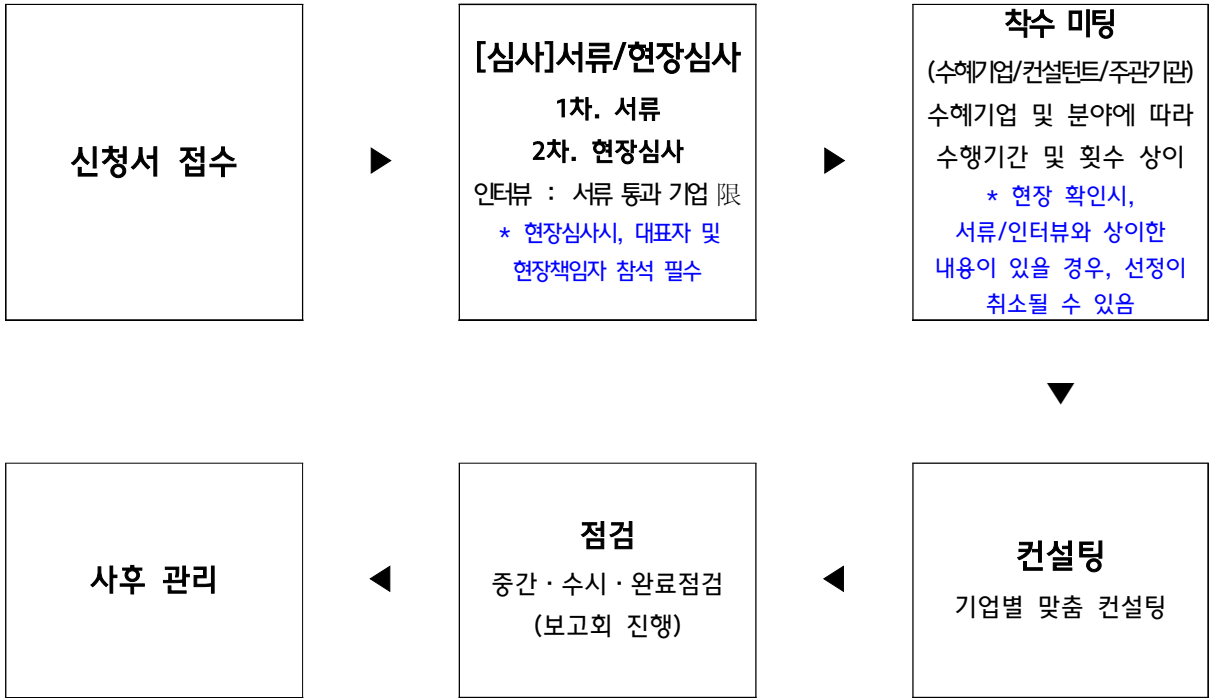 신청서 접수
▶
[심사]서류/현장심사
1차. 서류
2차. 현장심사
인터뷰 : 서류 통과 기업 限
* 현장심사시, 대표자 및
현장책임자 참석 필수
▶
착수 미팅
(수혜기업/컨설턴트/주관기관)
수혜기업 및 분야에 따라
수행기간 및 횟수 상이
* 현장 확인시,
서류/인터뷰와 상이한
내용이 있을 경우, 선정이
취소될 수 있음
▼
컨설팅
기업별 맞춤 컨설팅
◀
점검
중간·수시·완료점검
(보고회 진행)
◀
사후 관리